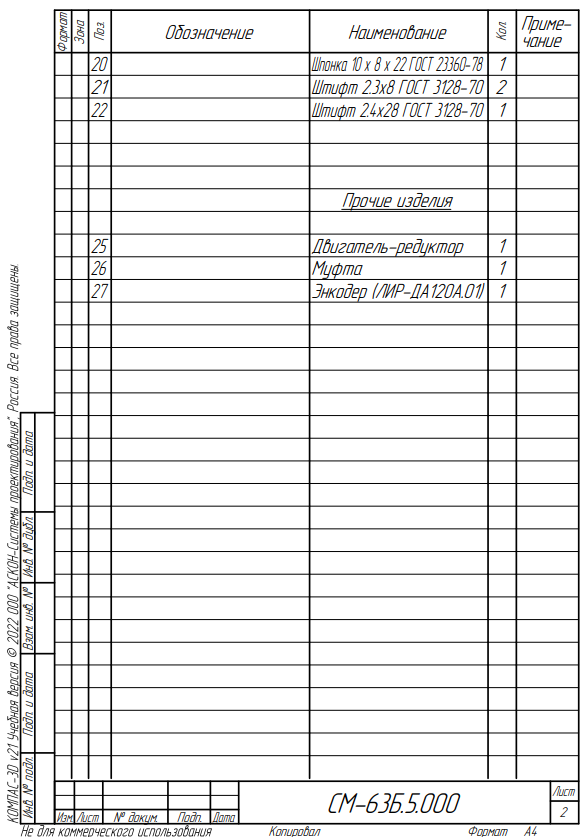 Формат Зона Поз. Обозначение Наименование Кол. Приме-
чание
20 Шпонка 10 x 8 x 22 ГОСТ 23360-78 1
21 Штифт 2.3x8 ГОСТ 3128-70 2
22 Штифт 2.4x28 ГОСТ 3128-70 1
Прочие изделия
25 Двигатель-редуктор 1
26 Муфта 1
27 Энкодер (ЛИР-ДА120А.01) 1
КОМПАС-3D v21 Учебная версия © 2022 ООО "АСКОН-Системы проектирования", Россия. Все права защищены.
Подп. и дата
Инв. № дубл.
Взам. инв. №
Подп. и дата
Инв. № подл.
Изм. Лист № докум. Подп. Дата
СМ-63Б.5.000
Лист
2
Не для коммерческого использования Копировал Формат A4